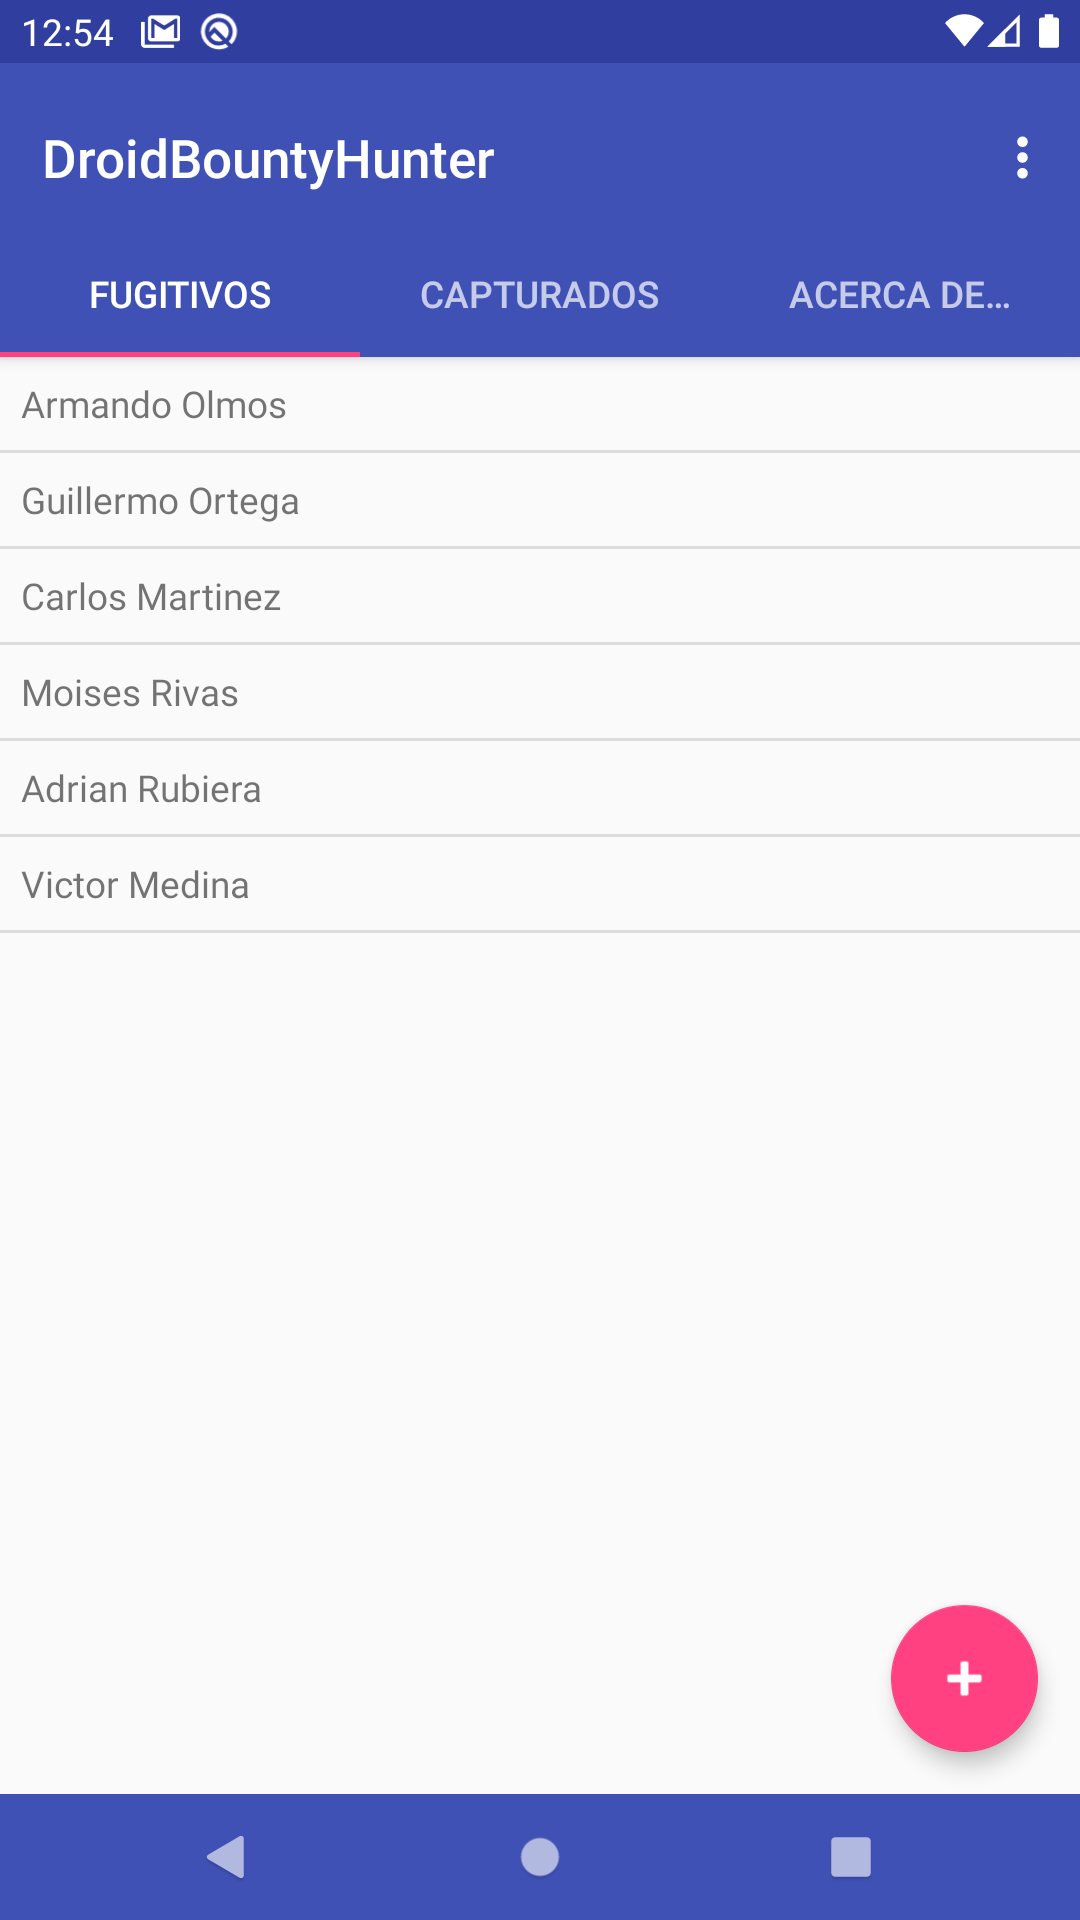 12:54
DroidBountyHunter
FUGITIVOS CAPTURADOS ACERCA DE...
Armando Olmos
Guillermo Ortega
Carlos Martinez
Moises Rivas
Adrian Rubiera
Victor Medina